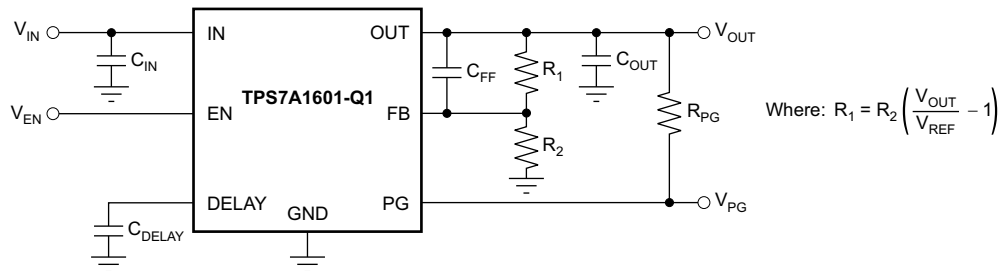 V_IN
IN
OUT
V_OUT
C_IN
C_FF
R_1
C_OUT
TPS7A1601-Q1
V_EN
EN
FB
R_PG
Where: R_1 = R_2 (V_OUT / V_REF − 1)
R_2
DELAY
GND
PG
V_PG
C_DELAY